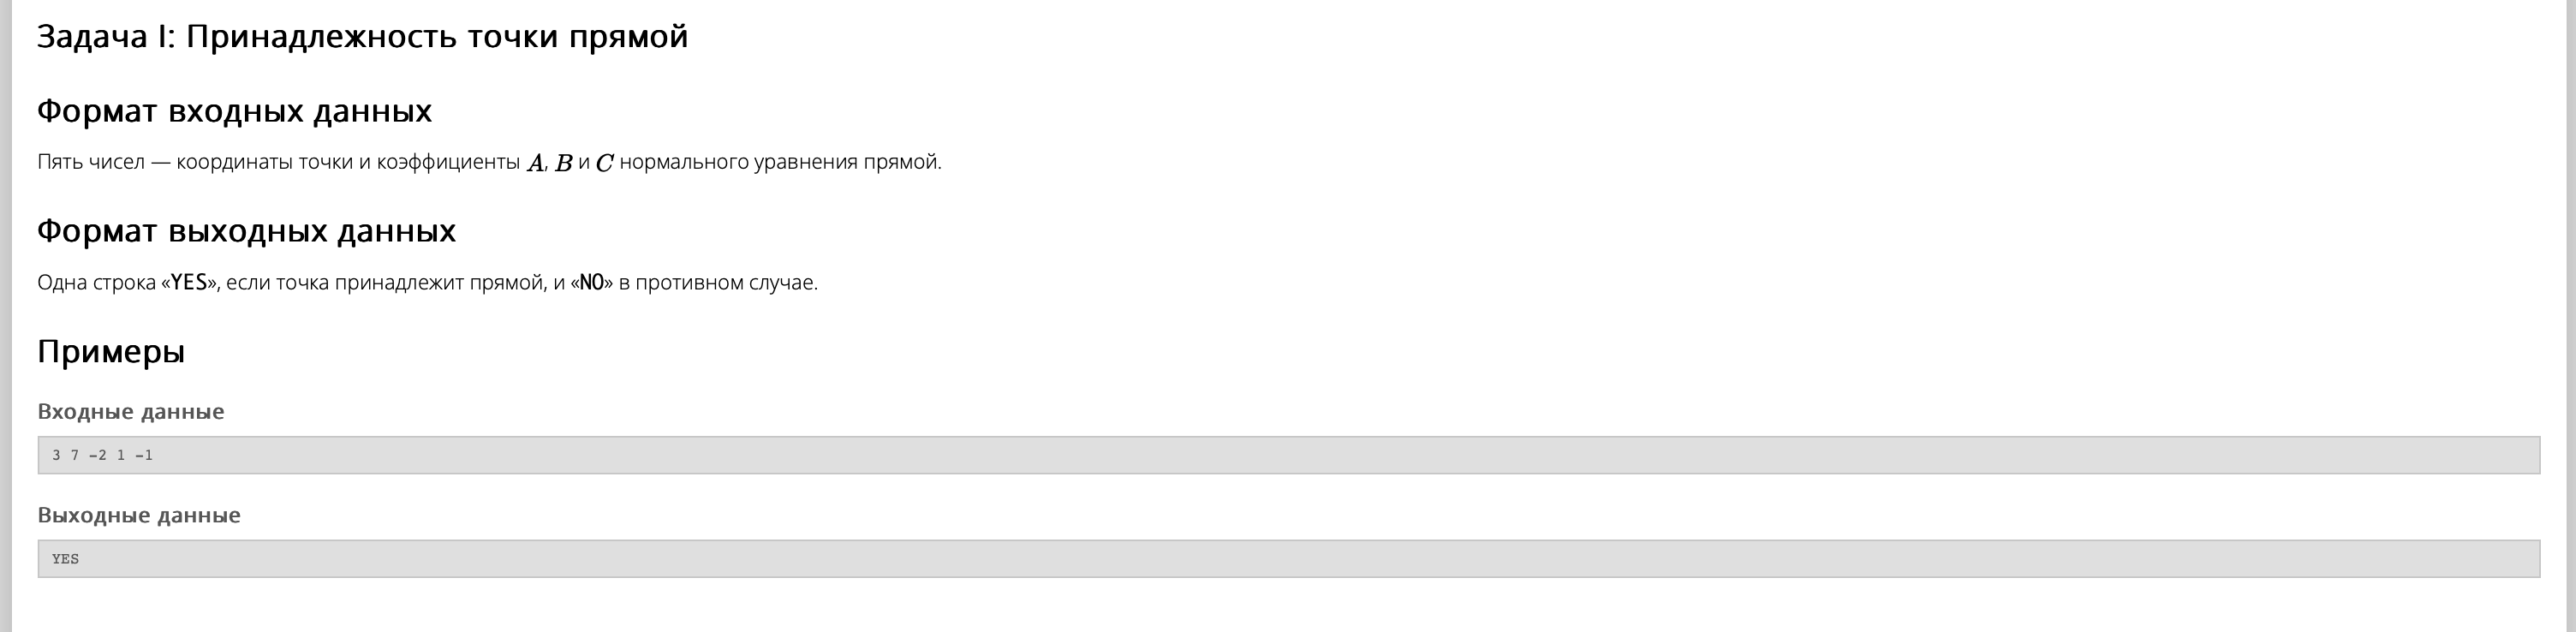 Задача I: Принадлежность точки прямой
Формат входных данных
Пять чисел — координаты точки и коэффициенты A, B и C нормального уравнения прямой.
Формат выходных данных
Одна строка «YES», если точка принадлежит прямой, и «NO» в противном случае.
Примеры
Входные данные
3 7 -2 1 -1
Выходные данные
YES